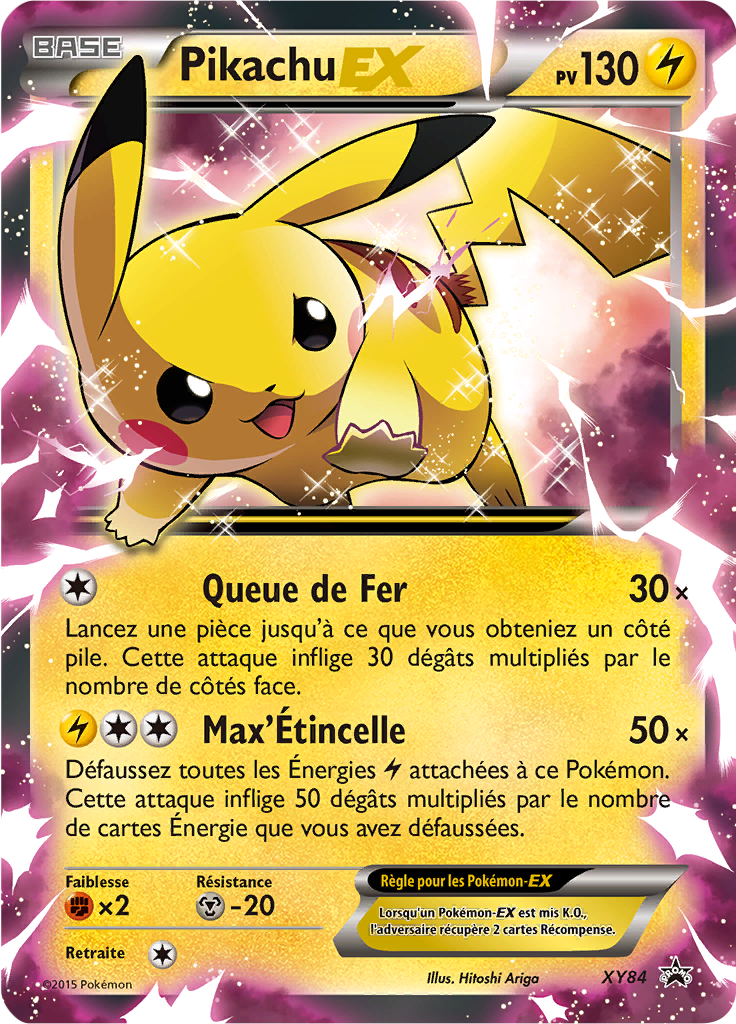 BASE
Pikachu EX
PV 130
Queue de Fer 30×
Lancez une pièce jusqu'à ce que vous obteniez un côté
pile. Cette attaque inflige 30 dégâts multipliés par le
nombre de côtés face.
Max'Étincelle 50×
Défaussez toutes les Énergies attachées à ce Pokémon.
Cette attaque inflige 50 dégâts multipliés par le nombre
de cartes Énergie que vous avez défaussées.
Faiblesse Résistance
×2 -20
Retraite
Règle pour les Pokémon-EX
Lorsqu'un Pokémon-EX est mis K.O.,
l'adversaire récupère 2 cartes Récompense.
©2015 Pokémon
Illus. Hitoshi Ariga
XY84
PROMO